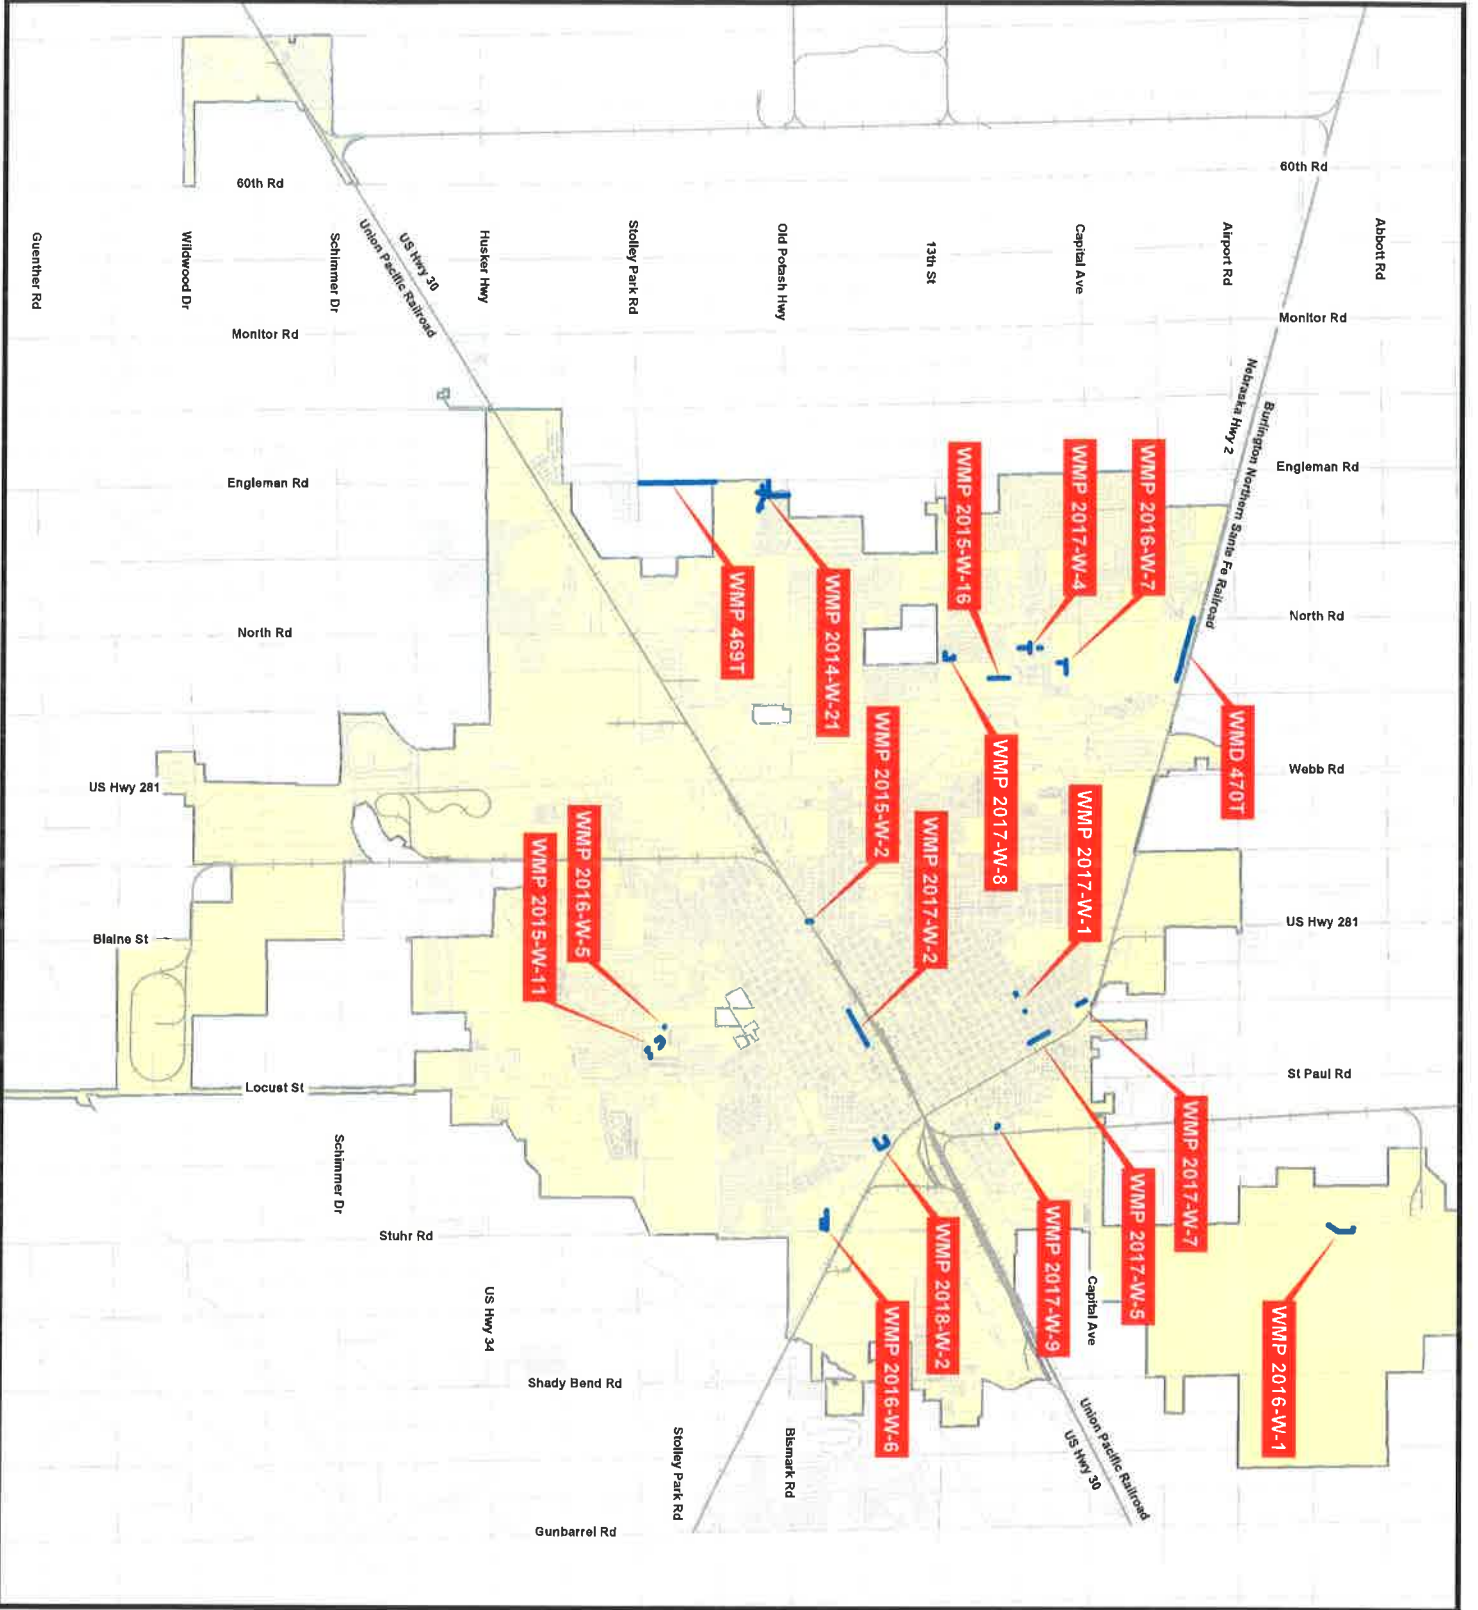 60th Rd
Abbott Rd
Airport Rd
Capital Ave
13th St
Old Potash Hwy
Stolley Park Rd
Husker Hwy
Schimmer Dr
Wildwood Dr
Guenther Rd
60th Rd
US Hwy 30
Union Pacific Railroad
Monitor Rd
Monitor Rd
Nebraska Hwy 2
Burlington Northern Sante Fe Railroad
Engleman Rd
Engleman Rd
WMP 2016-W-7
WMP 2017-W-4
WMP 2015-W-16
WMP 2014-W-21
WMP 469T
North Rd
North Rd
WMD 470T
WMP 2017-W-8
WMP 2015-W-2
Webb Rd
US Hwy 281
WMP 2017-W-1
WMP 2017-W-2
WMP 2016-W-5
WMP 2015-W-11
US Hwy 281
Blaine St
St Paul Rd
Locust St
WMP 2017-W-7
WMP 2017-W-5
WMP 2017-W-9
WMP 2018-W-2
WMP 2016-W-6
WMP 2016-W-1
Schimmer Dr
Stuhr Rd
Capital Ave
US Hwy 34
Shady Bend Rd
Union Pacific Railroad
US Hwy 30
Bismark Rd
Stolley Park Rd
Gunbarrel Rd